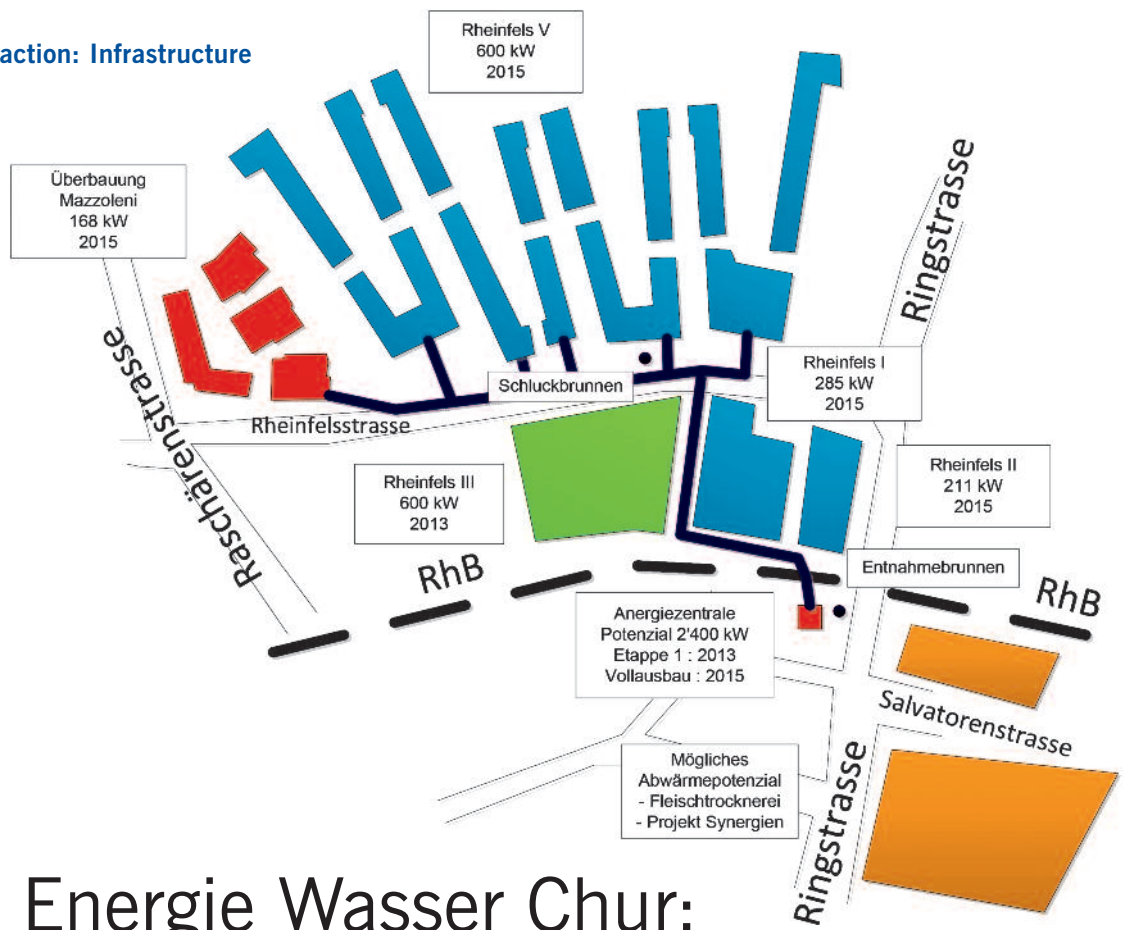 action: Infrastructure
Rheinfels V
600 kW
2015
Überbauung
Mazzoleni
168 kW
2015
Ringstrasse
Rheinfels I
285 kW
2015
Schluckbrunnen
Rheinfelsstrasse
Raschärenstrasse
Rheinfels III
600 kW
2013
Rheinfels II
211 kW
2015
Entnahmebrunnen
RhB
RhB
Anergiezentrale
Potenzial 2'400 kW
Etappe 1 : 2013
Vollausbau : 2015
Salvatorenstrasse
Mögliches
Abwärmepotenzial
- Fleischtrocknerei
- Projekt Synergien
Ringstrasse
Energie Wasser Chur: